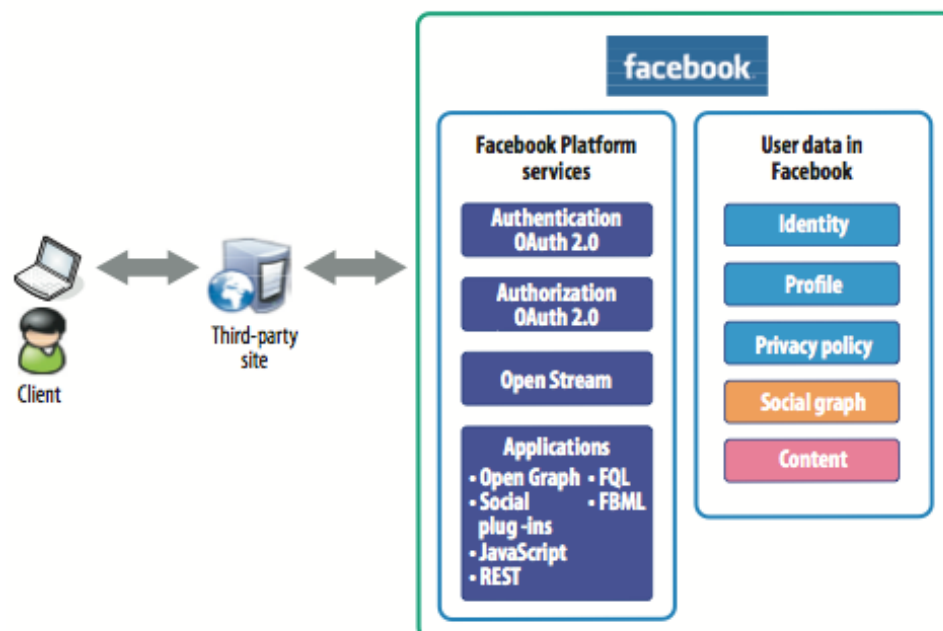 facebook
Facebook Platform
services
Authentication
OAuth 2.0
Authorization
OAuth 2.0
Open Stream
Applications
• Open Graph • FQL
• Social • FBML
plug -ins
• JavaScript
• REST
User data in
Facebook
Identity
Profile
Privacy policy
Social graph
Content
Third-party
site
Client